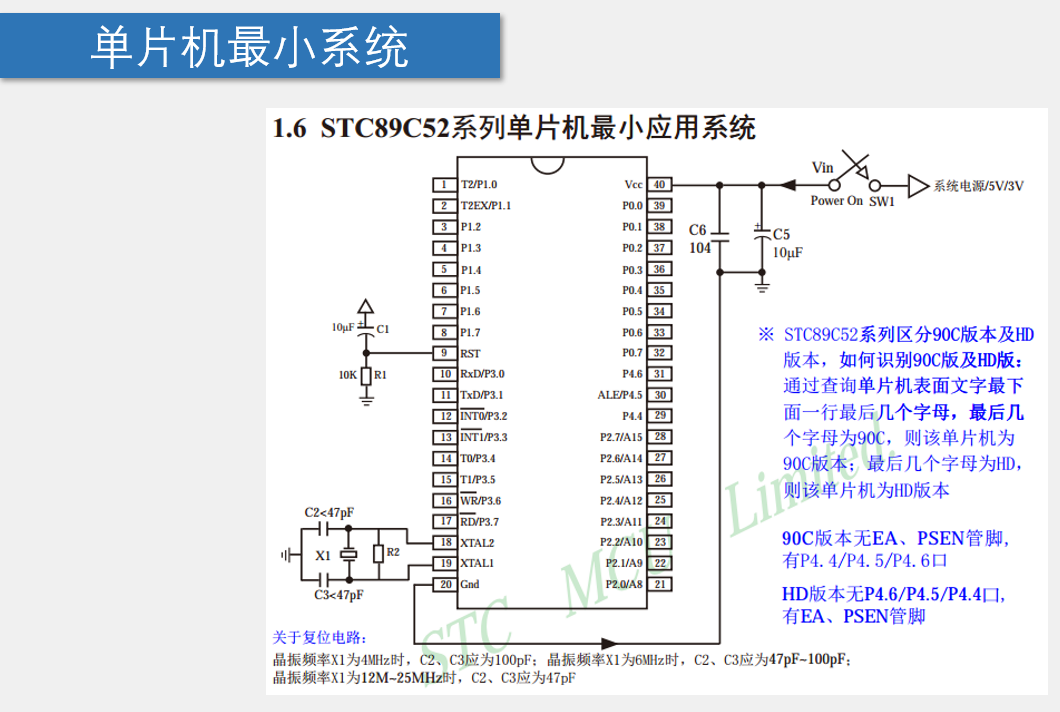 单片机最小系统
1.6 STC89C52系列单片机最小应用系统
1 T2/P1.0
2 T2EX/P1.1
3 P1.2
4 P1.3
5 P1.4
6 P1.5
7 P1.6
8 P1.7
9 RST
10 RxD/P3.0
11 TxD/P3.1
12 INT0/P3.2
13 INT1/P3.3
14 T0/P3.4
15 T1/P3.5
16 WR/P3.6
17 RD/P3.7
18 XTAL2
19 XTAL1
20 Gnd
Vcc 40
P0.0 39
P0.1 38
P0.2 37
P0.3 36
P0.4 35
P0.5 34
P0.6 33
P0.7 32
P4.6 31
ALE/P4.5 30
P4.4 29
P2.7/A15 28
P2.6/A14 27
P2.5/A13 26
P2.4/A12 25
P2.3/A11 24
P2.2/A10 23
P2.1/A9 22
P2.0/A8 21
10μF + C1
10K R1
C2<47pF
X1 R2
C3<47pF
Vin
Power On SW1
系统电源/5V/3V
C6
104
+ C5
10μF
※ STC89C52系列区分90C版本及HD
版本，如何识别90C版及HD版：
通过查询单片机表面文字最下
面一行最后几个字母，最后几
个字母为90C，则该单片机为
90C版本；最后几个字母为HD，
则该单片机为HD版本
90C版本无EA、PSEN管脚，
有P4.4/P4.5/P4.6口
HD版本无P4.6/P4.5/P4.4口，
有EA、PSEN管脚
STC MCU Limited.
关于复位电路：
晶振频率X1为4MHz时，C2、C3应为100pF；晶振频率X1为6MHz时，C2、C3应为47pF~100pF；
晶振频率X1为12M~25MHz时，C2、C3应为47pF